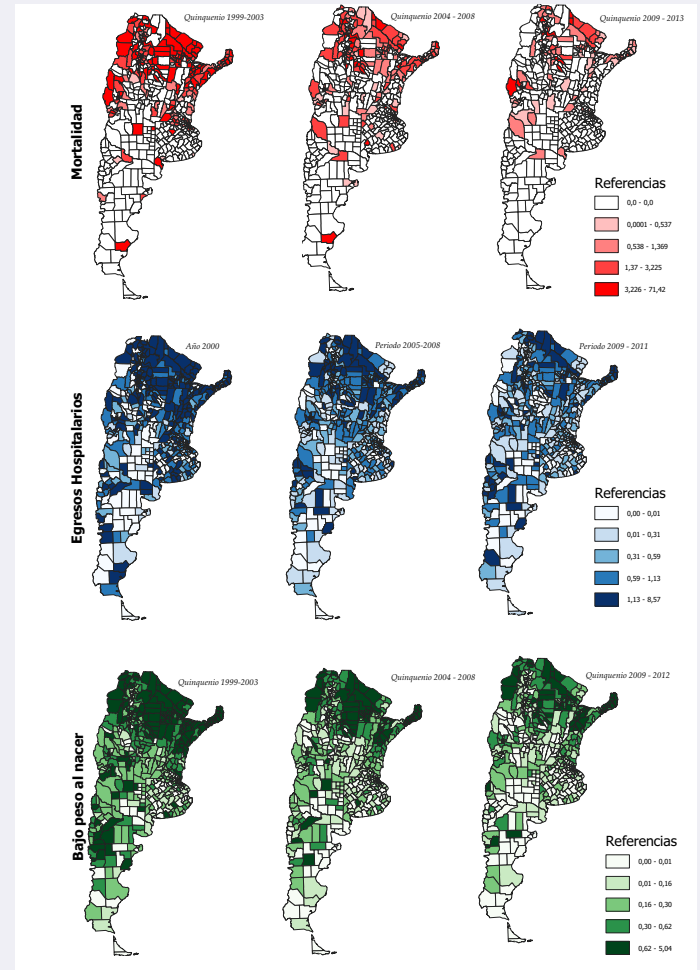 Mortalidad
Quinquenio 1999-2003
Quinquenio 2004 - 2008
Quinquenio 2009 - 2013
Referencias
0,0 - 0,0
0,0001 - 0,537
0,538 - 1,369
1,37 - 3,225
3,226 - 71,42
Egresos Hospitalarios
Año 2000
Periodo 2005-2008
Periodo 2009 - 2011
Referencias
0,00 - 0,01
0,01 - 0,31
0,31 - 0,59
0,59 - 1,13
1,13 - 8,57
Bajo peso al nacer
Quinquenio 1999-2003
Quinquenio 2004 - 2008
Quinquenio 2009 - 2012
Referencias
0,00 - 0,01
0,01 - 0,16
0,16 - 0,30
0,30 - 0,62
0,62 - 5,04